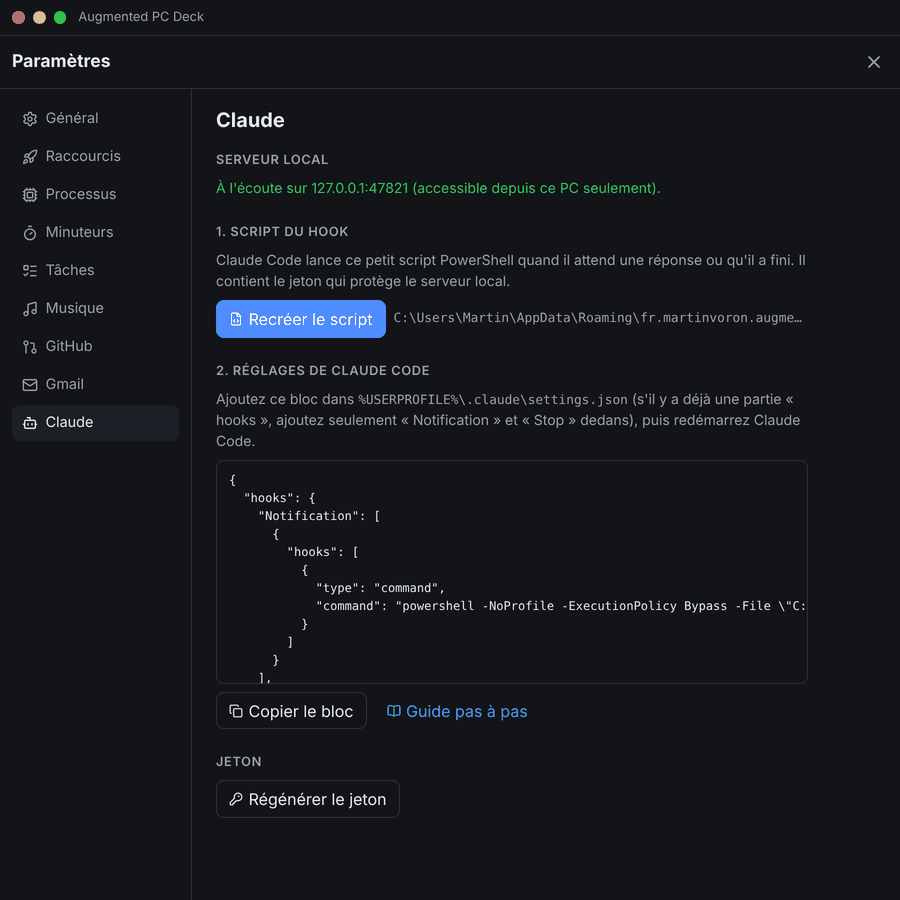 Augmented PC Deck
Paramètres
Général
Raccourcis
Processus
Minuteurs
Tâches
Musique
GitHub
Gmail
Claude
Claude
SERVEUR LOCAL
À l'écoute sur 127.0.0.1:47821 (accessible depuis ce PC seulement).
1. SCRIPT DU HOOK
Claude Code lance ce petit script PowerShell quand il attend une réponse ou qu'il a fini. Il
contient le jeton qui protège le serveur local.
Recréer le script
C:\Users\Martin\AppData\Roaming\fr.martinvoron.augme…
2. RÉGLAGES DE CLAUDE CODE
Ajoutez ce bloc dans %USERPROFILE%\.claude\settings.json (s'il y a déjà une partie «
hooks », ajoutez seulement « Notification » et « Stop » dedans), puis redémarrez Claude
Code.
{
"hooks": {
"Notification": [
{
"hooks": [
{
"type": "command",
"command": "powershell -NoProfile -ExecutionPolicy Bypass -File \"C:
}
]
}
],
Copier le bloc
Guide pas à pas
JETON
Régénérer le jeton